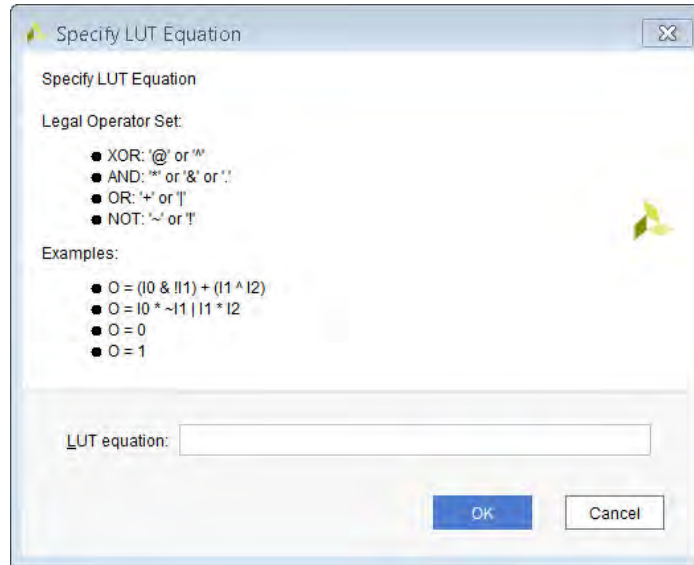 Specify LUT Equation
Specify LUT Equation
Legal Operator Set:
● XOR: '@' or '^'
● AND: '*' or '&' or '.'
● OR: '+' or '|'
● NOT: '~' or '!'
Examples:
● O = (I0 & !I1) + (I1 ^ I2)
● O = I0 * ~I1 | I1 * I2
● O = 0
● O = 1
LUT equation:
OK Cancel